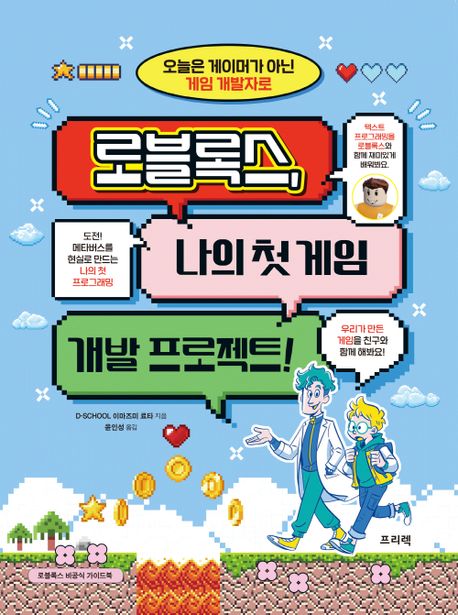 오늘은 게이머가 아닌
게임 개발자로
로블록스,
텍스트
프로그래밍을
로블록스와
함께 재미있게
배워봐요.
도전!
메타버스를
현실로 만드는
나의 첫
프로그래밍
나의 첫 게임
개발 프로젝트!
우리가 만든
게임을 친구와
함께 해봐요!
D-SCHOOL 이마즈미 료타 지음
윤인성 옮김
프리렉
로블록스 비공식 가이드북